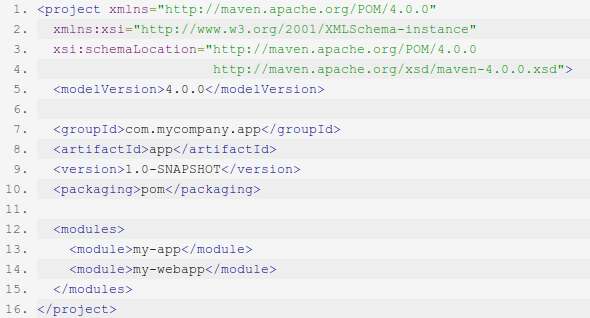 1. <project xmlns="http://maven.apache.org/POM/4.0.0"
2.   xmlns:xsi="http://www.w3.org/2001/XMLSchema-instance"
3.   xsi:schemaLocation="http://maven.apache.org/POM/4.0.0
4.                       http://maven.apache.org/xsd/maven-4.0.0.xsd">
5.   <modelVersion>4.0.0</modelVersion>
6.
7.   <groupId>com.mycompany.app</groupId>
8.   <artifactId>app</artifactId>
9.   <version>1.0-SNAPSHOT</version>
10.   <packaging>pom</packaging>
11.
12.   <modules>
13.     <module>my-app</module>
14.     <module>my-webapp</module>
15.   </modules>
16. </project>